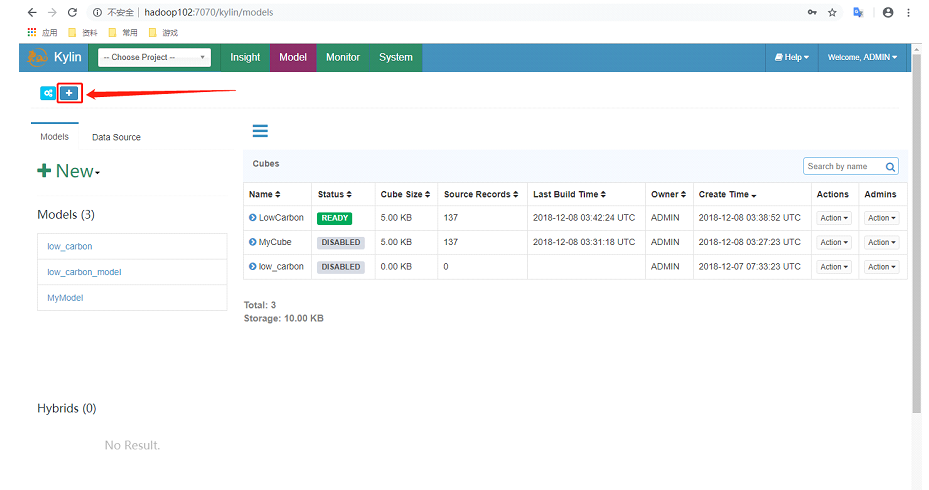 不安全 | hadoop102:7070/kylin/models
应用 资料 常用 游戏
Kylin -- Choose Project -- Insight Model Monitor System Help Welcome, ADMIN
Models Data Source
New
Models (3)
low_carbon
low_carbon_model
MyModel
Hybrids (0)
No Result.
Cubes Search by name
Name Status Cube Size Source Records Last Build Time Owner Create Time Actions Admins
LowCarbon READY 5.00 KB 137 2018-12-08 03:42:24 UTC ADMIN 2018-12-08 03:38:52 UTC Action Action
MyCube DISABLED 5.00 KB 137 2018-12-08 03:31:18 UTC ADMIN 2018-12-08 03:27:23 UTC Action Action
low_carbon DISABLED 0.00 KB 0 ADMIN 2018-12-07 07:33:23 UTC Action Action
Total: 3
Storage: 10.00 KB